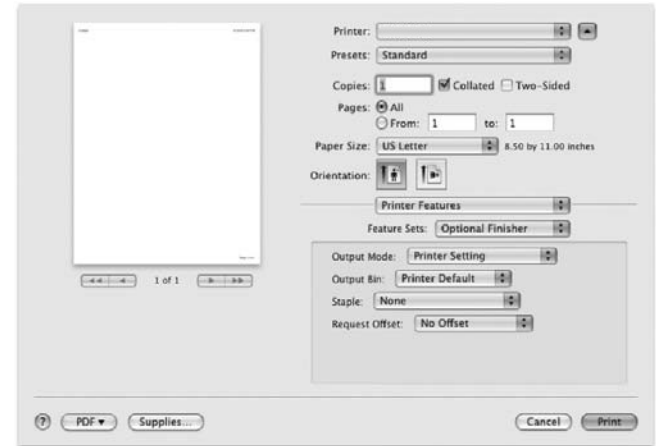 Printer:
Presets: Standard
Copies: 1 Collated Two-Sided
Pages: All
From: 1 to: 1
Paper Size: US Letter 8.50 by 11.00 inches
Orientation:
Printer Features
Feature Sets: Optional Finisher
Output Mode: Printer Setting
Output Bin: Printer Default
Staple: None
Request Offset: No Offset
1 of 1
? PDF Supplies... Cancel Print